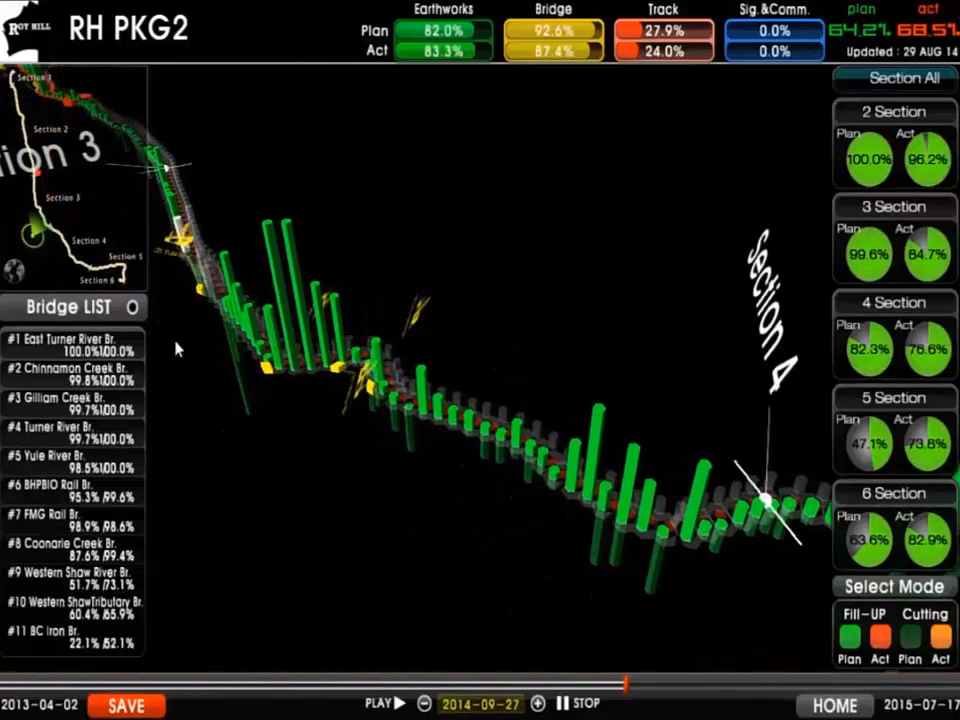 ROY HILL
RH PKG2
Earthworks
Bridge
Track
Sig.&Comm.
plan
act
Plan
82.0%
92.6%
27.9%
0.0%
64.2%
68.5%
Act
83.3%
87.4%
24.0%
0.0%
Updated : 29 AUG 14
Section 1
Section 2
Section 3
Section 4
Section 5
Section 6
ion 3
Section 4
Bridge LIST
#1 East Turner River Br.
100.0%/100.0%
#2 Chinnamon Creek Br.
99.8%/100.0%
#3 Gilliam Creek Br.
99.7%/100.0%
#4 Turner River Br.
99.7%/100.0%
#5 Yule River Br.
98.5%/100.0%
#6 BHPBIO Rail Br.
95.3% /99.6%
#7 FMG Rail Br.
98.9% /98.6%
#8 Coonarie Creek Br.
87.6% /99.4%
#9 Western Shaw River Br.
51.7% /73.1%
#10 Western ShawTributary Br.
60.4% /65.9%
#11 BC Iron Br.
22.1% /52.1%
Section All
2 Section
Plan
Act
100.0%
96.2%
3 Section
Plan
Act
99.6%
84.7%
4 Section
Plan
Act
82.3%
76.6%
5 Section
Plan
Act
47.1%
73.8%
6 Section
Plan
Act
63.6%
82.9%
Select Mode
Fill-UP
Cutting
Plan
Act
Plan
Act
2013-04-02
SAVE
PLAY
2014-09-27
STOP
HOME
2015-07-17